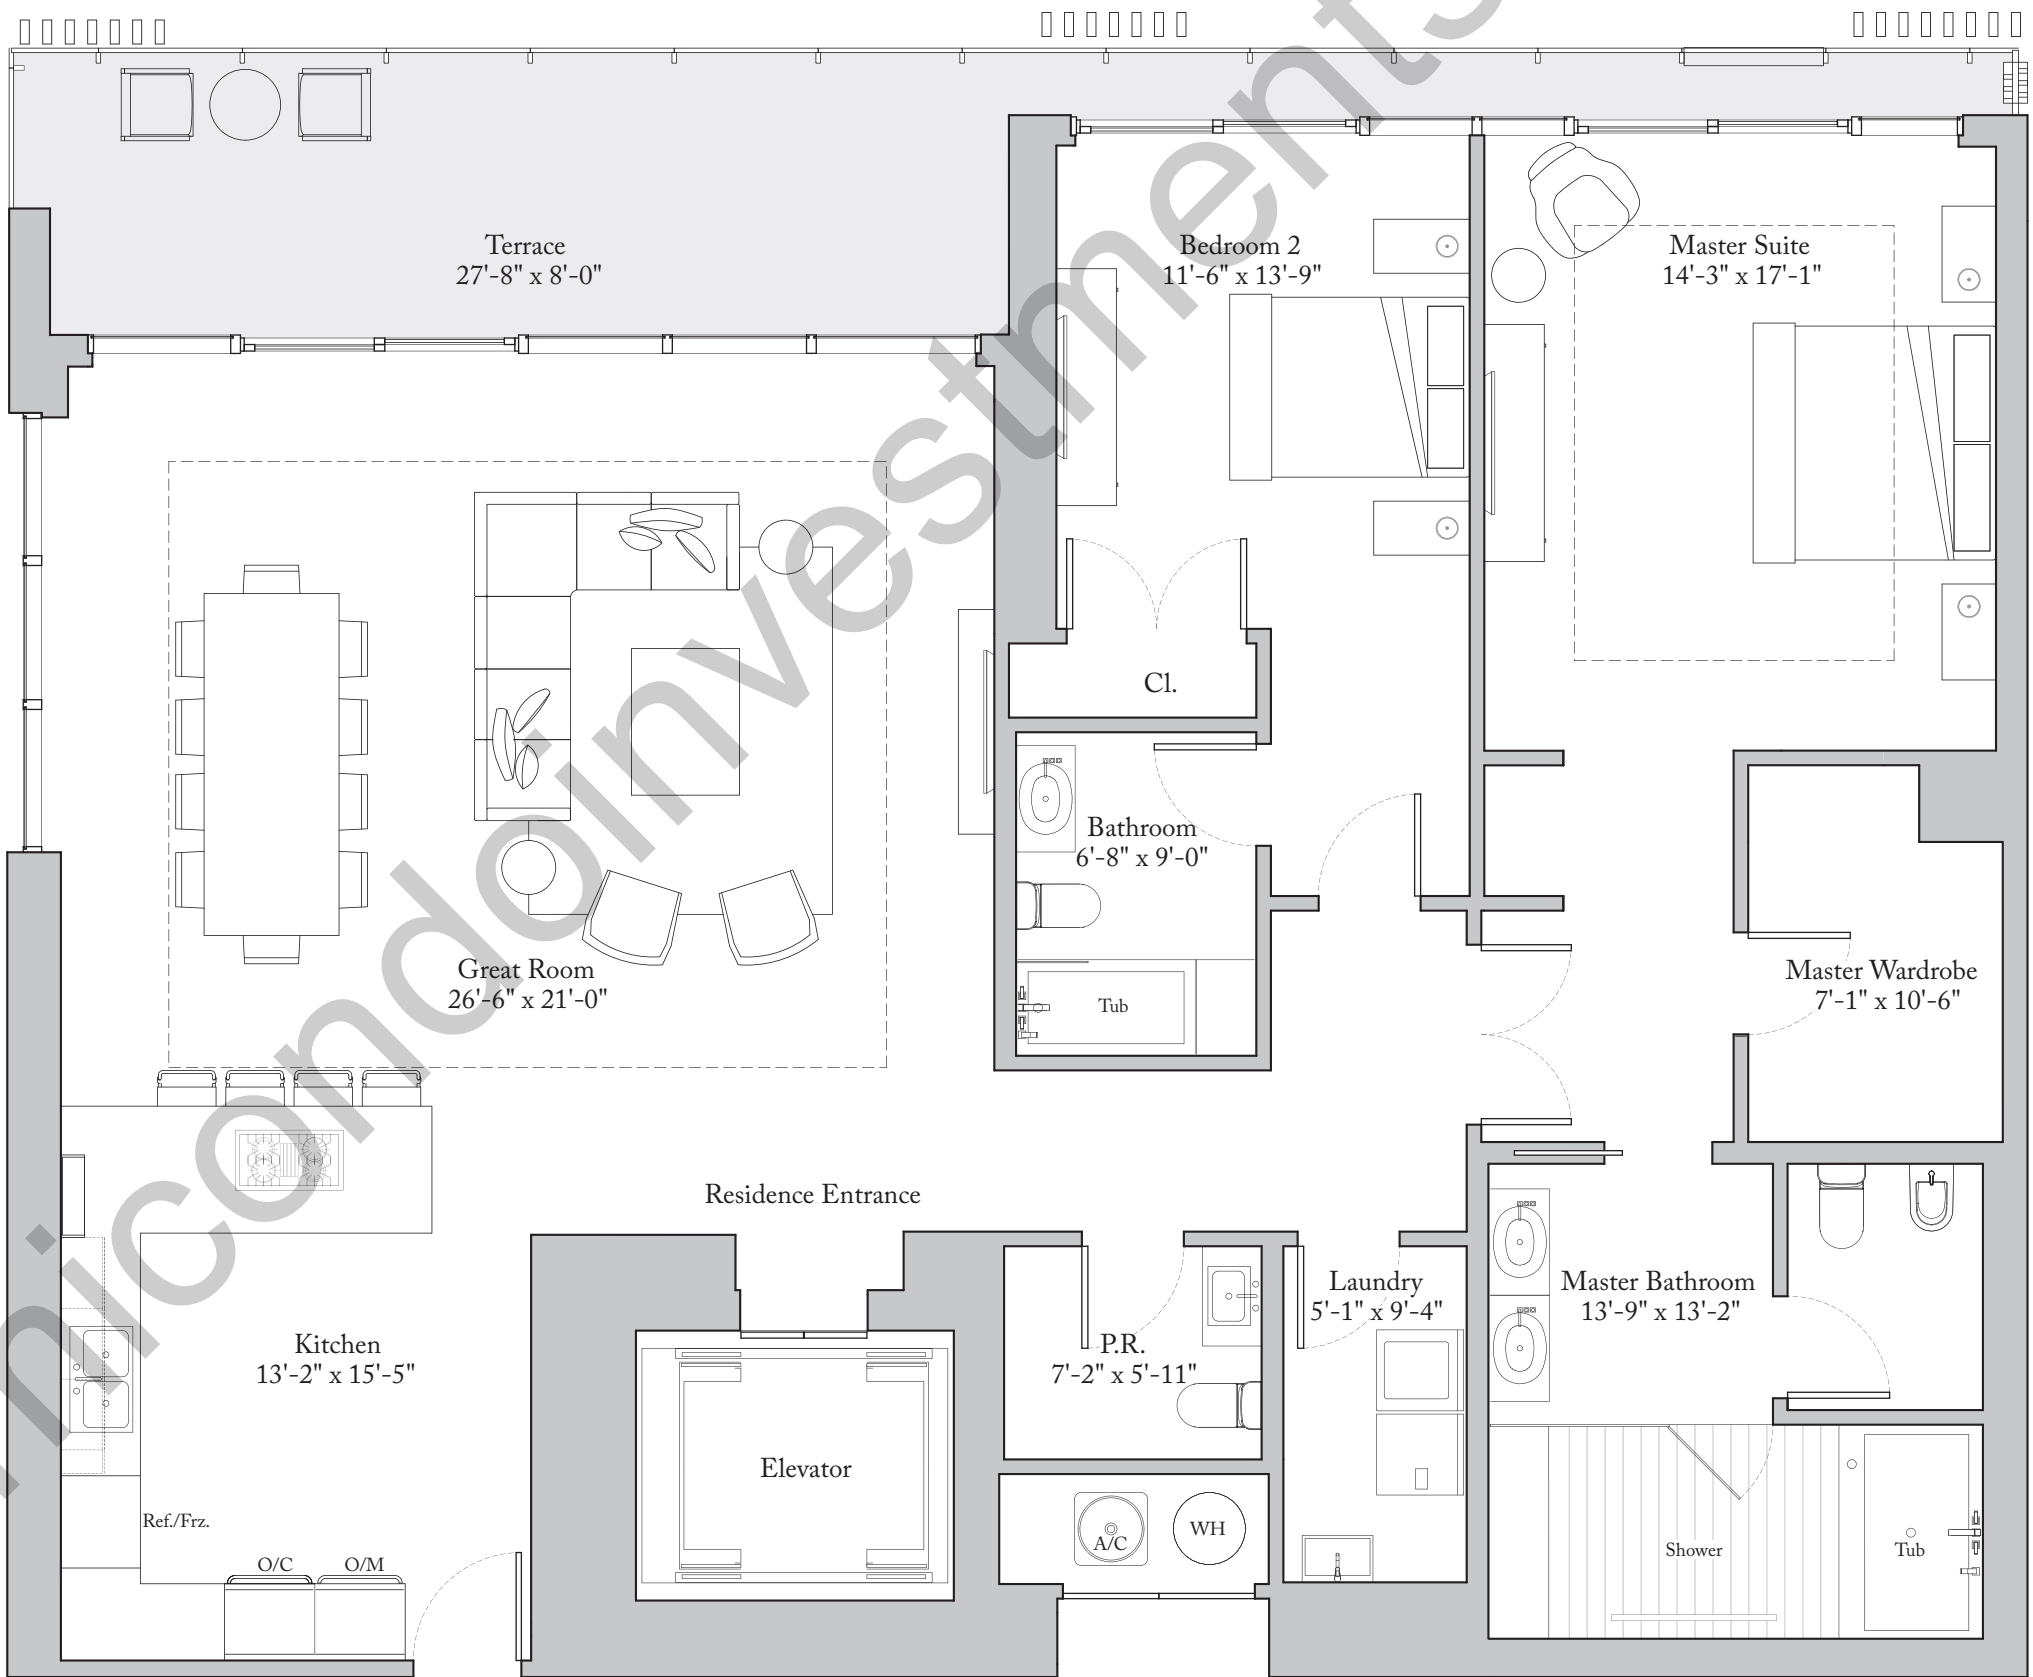 Terrace
27'-8" x 8'-0"
Bedroom 2
11'-6" x 13'-9"
Master Suite
14'-3" x 17'-1"
Cl.
Bathroom
6'-8" x 9'-0"
Tub
Great Room
26'-6" x 21'-0"
Master Wardrobe
7'-1" x 10'-6"
Residence Entrance
Kitchen
13'-2" x 15'-5"
Ref./Frz.
O/C
O/M
Elevator
P.R.
7'-2" x 5'-11"
A/C
WH
Laundry
5'-1" x 9'-4"
Master Bathroom
13'-9" x 13'-2"
Shower
Tub
micondoinvestments